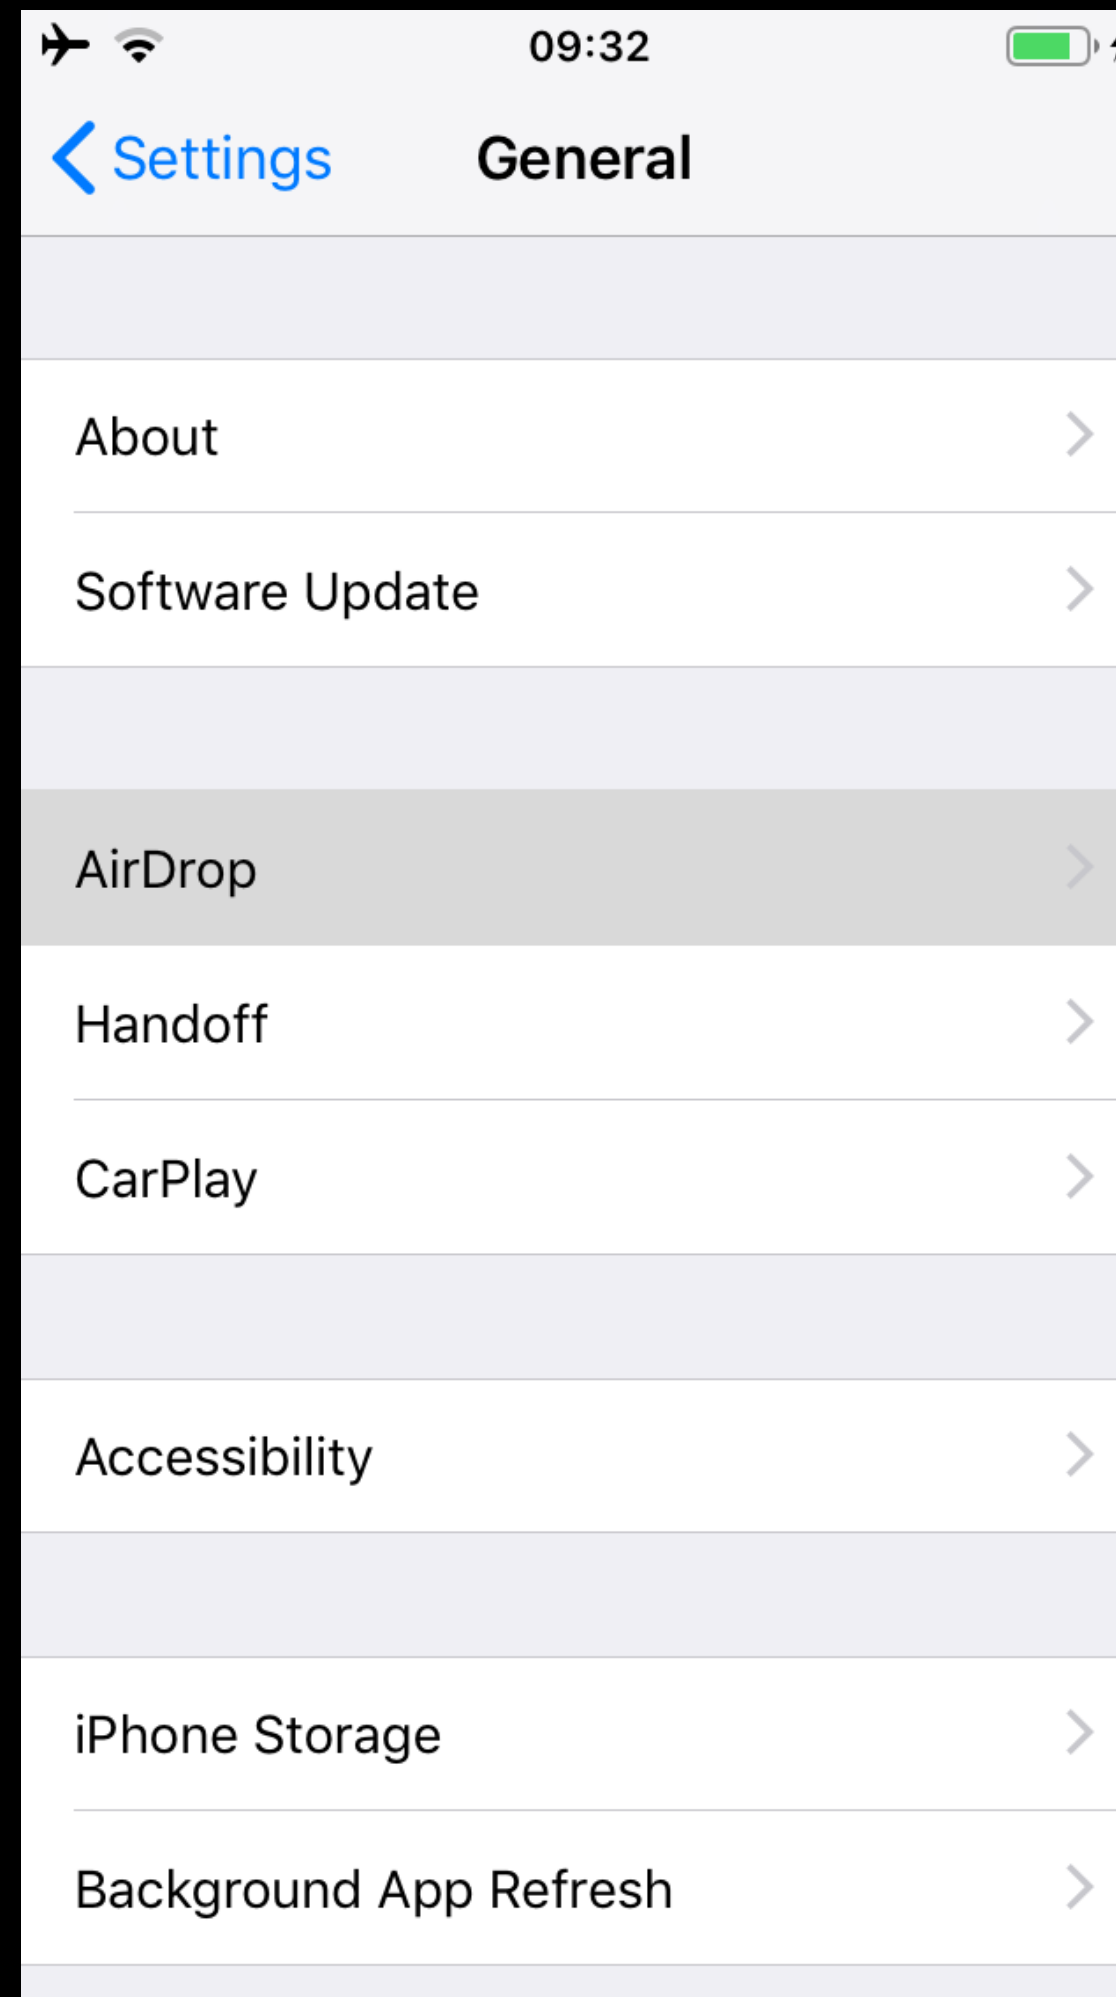 09:32
Settings
General
About
Software Update
AirDrop
Handoff
CarPlay
Accessibility
iPhone Storage
Background App Refresh